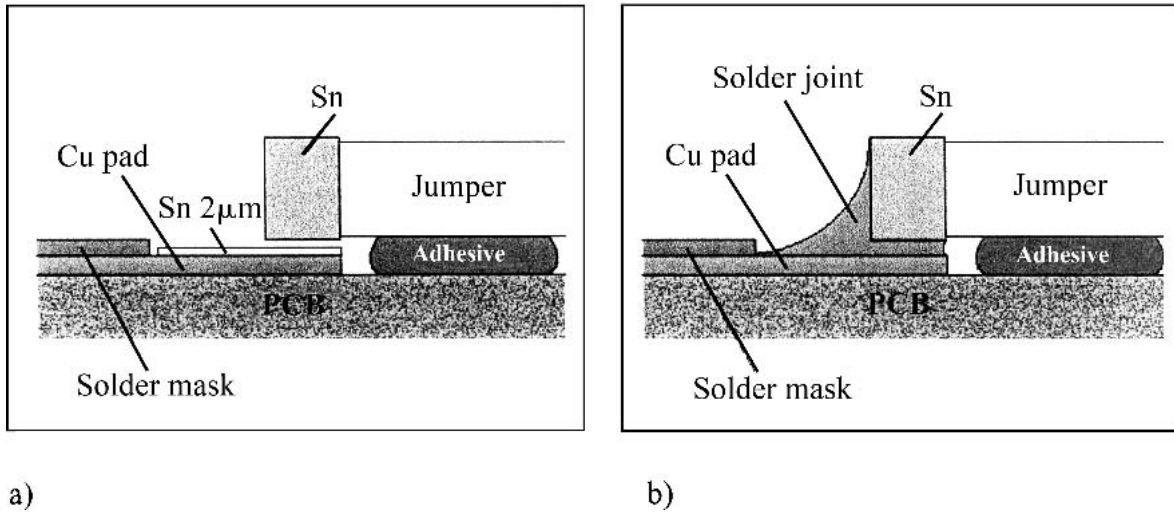 Sn
Cu pad
Sn 2μm
Jumper
Adhesive
PCB
Solder mask
a)
Solder joint
Sn
Cu pad
Jumper
Adhesive
PCB
Solder mask
b)